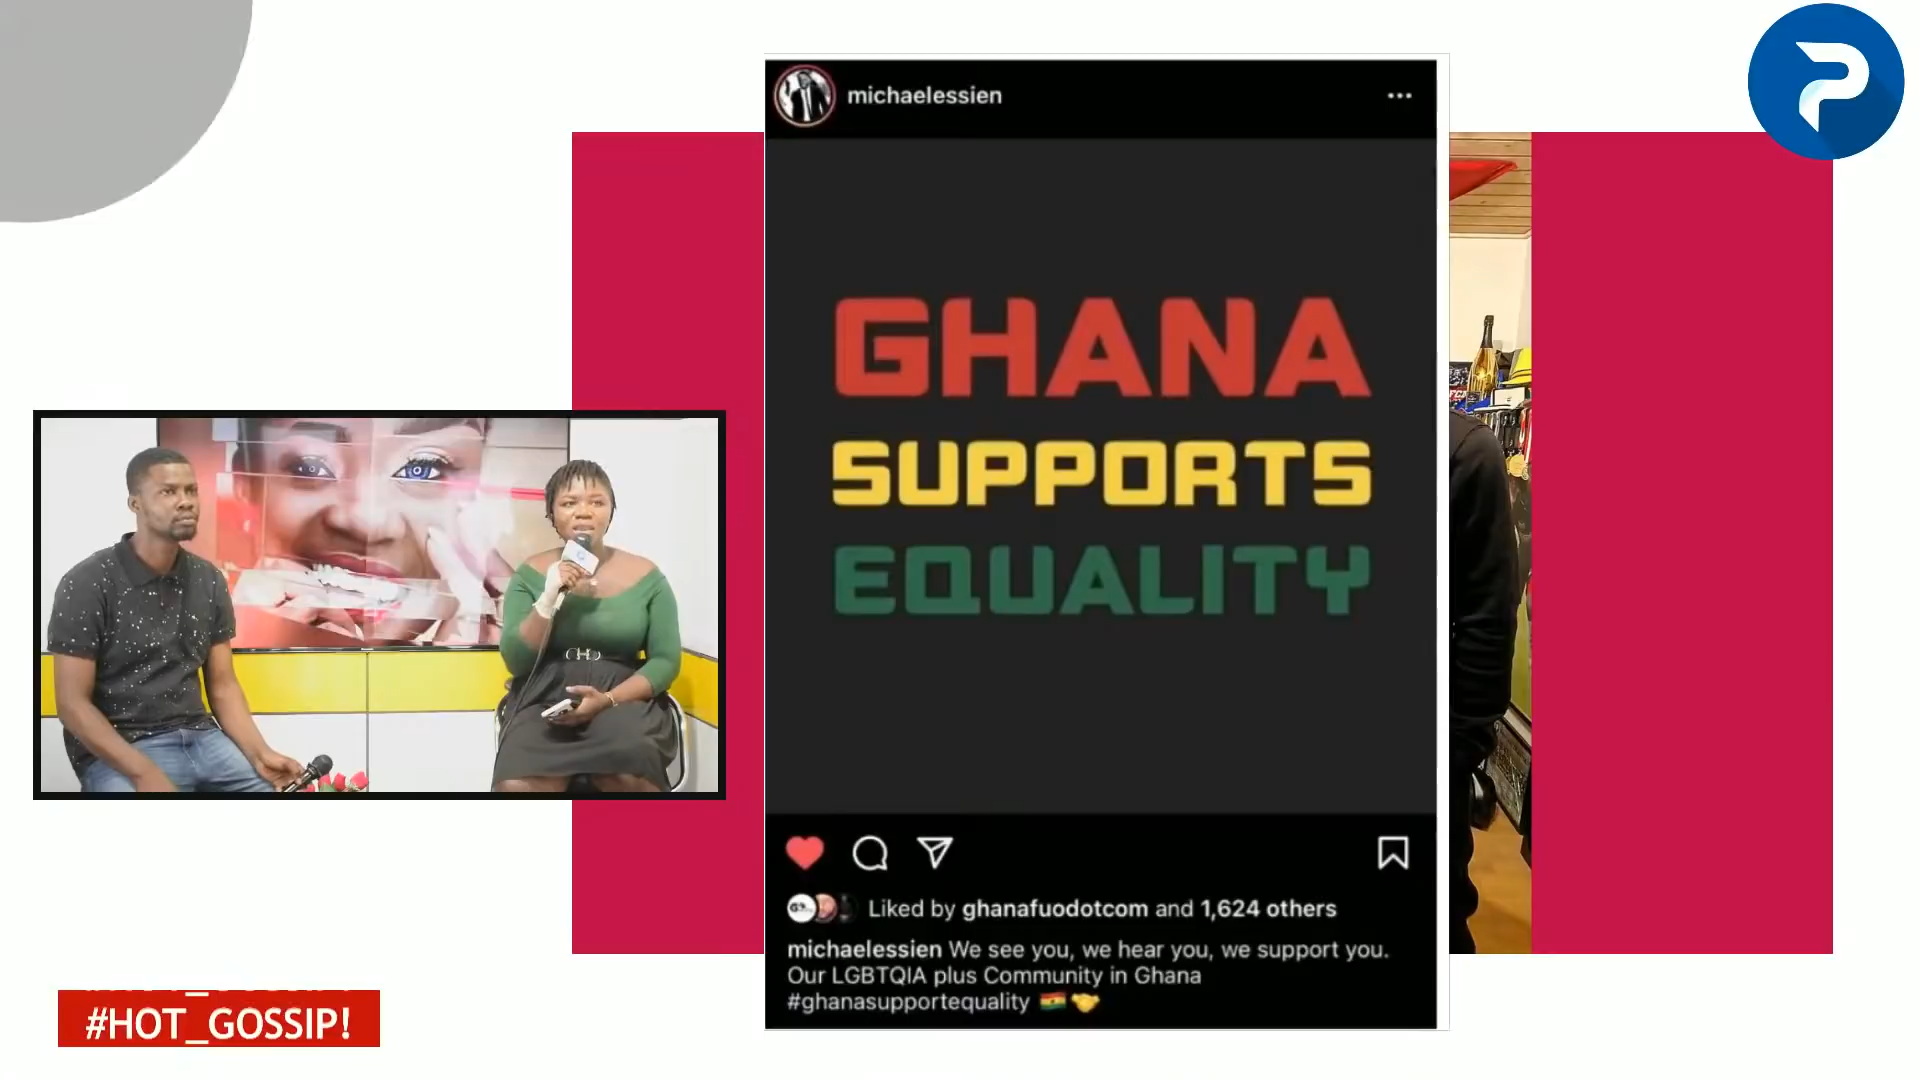 michaelessien
GHANA
SUPPORTS
EQUALITY
Liked by ghanafuodotcom and 1,624 others
michaelessien We see you, we hear you, we support you.
Our LGBTQIA plus Community in Ghana
#ghanasupportequality
#HOT_GOSSIP!